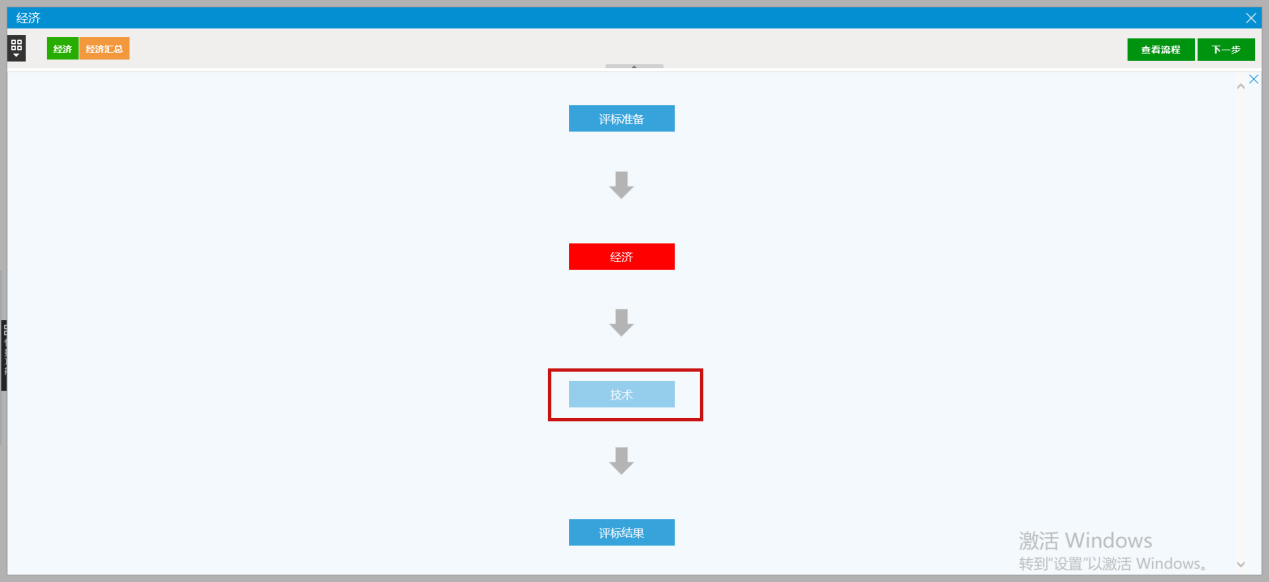 经济
经济 经济汇总 查看流程 下一步
评标准备
经济
技术
评标结果
激活 Windows
转到"设置"以激活 Windows。